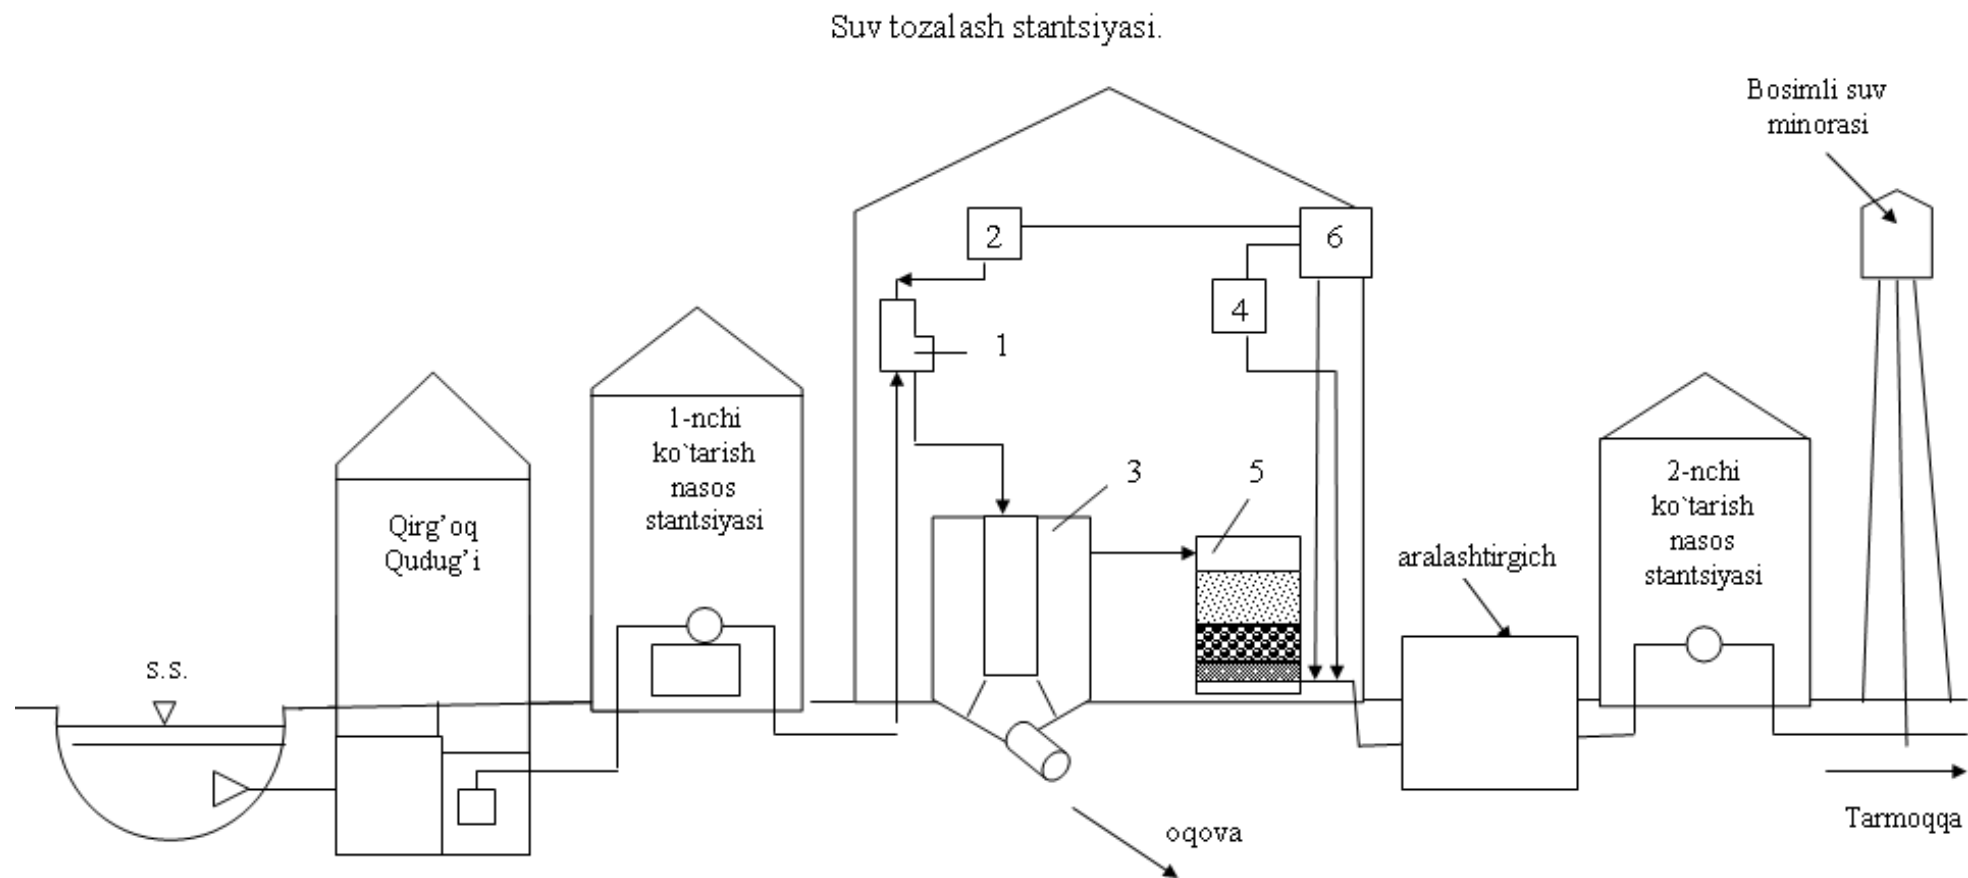 Suv tozalash stantsiyasi.
Bosimli suv
minorasi
2
6
4
1
1-nchi
ko`tarish
nasos
stantsiyasi
3
5
2-nchi
ko`tarish
nasos
stantsiyasi
Qirg’oq
Qudug’i
aralashtirgich
S.S.
oqova
Tarmoqqa